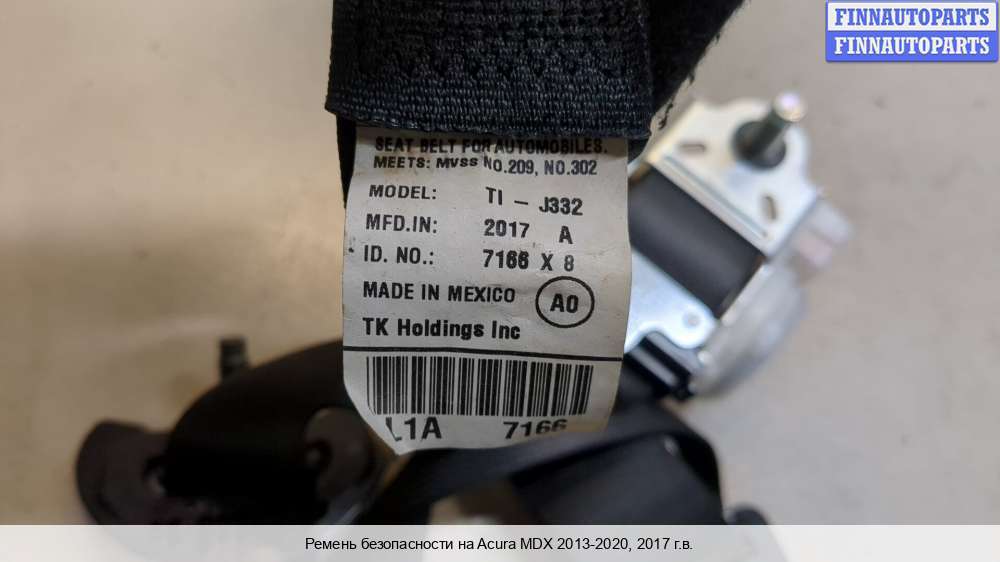 FINNAUTOPARTS
FINNAUTOPARTS
SEAT BELT FOR AUTOMOBILES.
MEETS: MVSS NO.209, NO.302
MODEL: TI - J332
MFD.IN: 2017 A
ID. NO.: 7166 X 8
MADE IN MEXICO A0
TK Holdings Inc
L1A 7166
Ремень безопасности на Acura MDX 2013-2020, 2017 г.в.